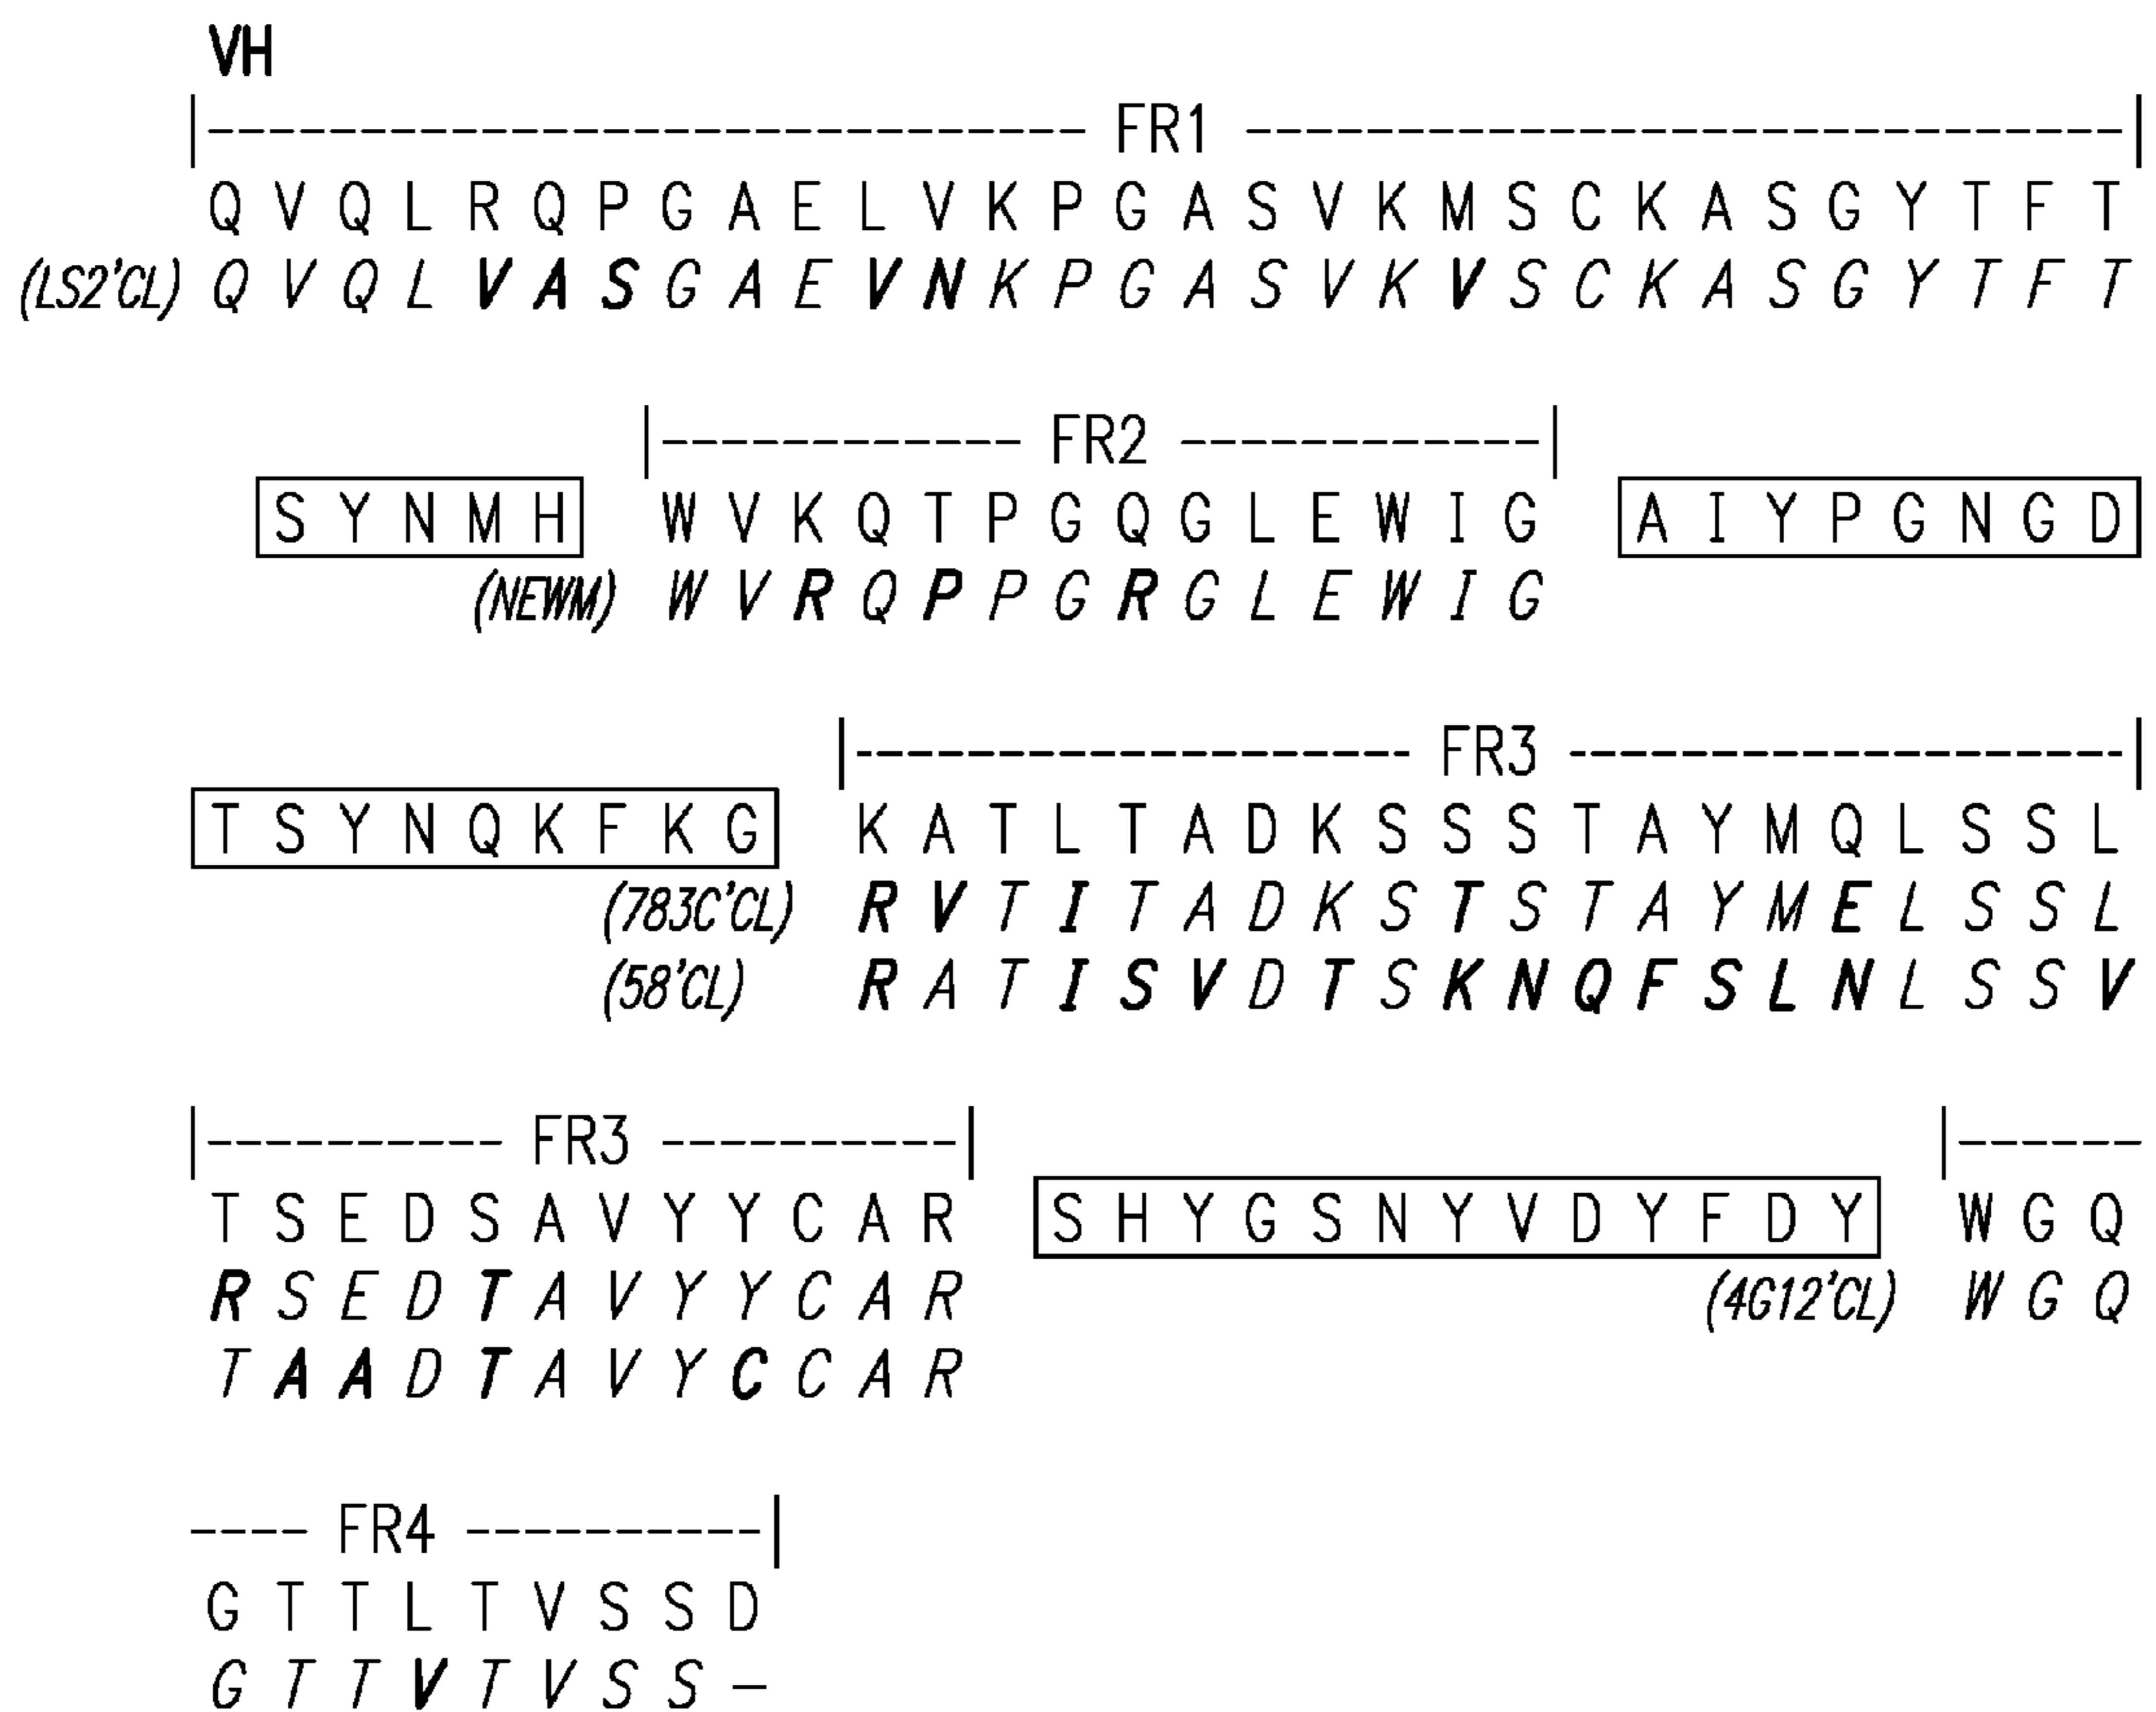 VH
|---------------------------- FR1 ----------------------------|
Q V Q L R Q P G A E L V K P G A S V K M S C K A S G Y T F T
(LS2'CL) Q V Q L V A S G A E V N K P G A S V K V S C K A S G Y T F T
|------------ FR2 ------------|
S Y N M H W V K Q T P G Q G L E W I G A I Y P G N G D
(NEWM) W V R Q P P G R G L E W I G
|------------------ FR3 ------------------|
T S Y N Q K F K G K A T L T A D K S S S T A Y M Q L S S L
(783C'CL) R V T I T A D K S T S T A Y M E L S S L
(58'CL) R A T I S V D T S K N Q F S L N L S S V
|---------- FR3 ----------| |------
T S E D S A V Y Y C A R S H Y G S N Y V D Y F D Y W G Q
R S E D T A V Y Y C A R (4G12'CL) W G Q
T A A D T A V Y C C A R
---- FR4 ----------|
G T T L T V S S D
G T T V T V S S –